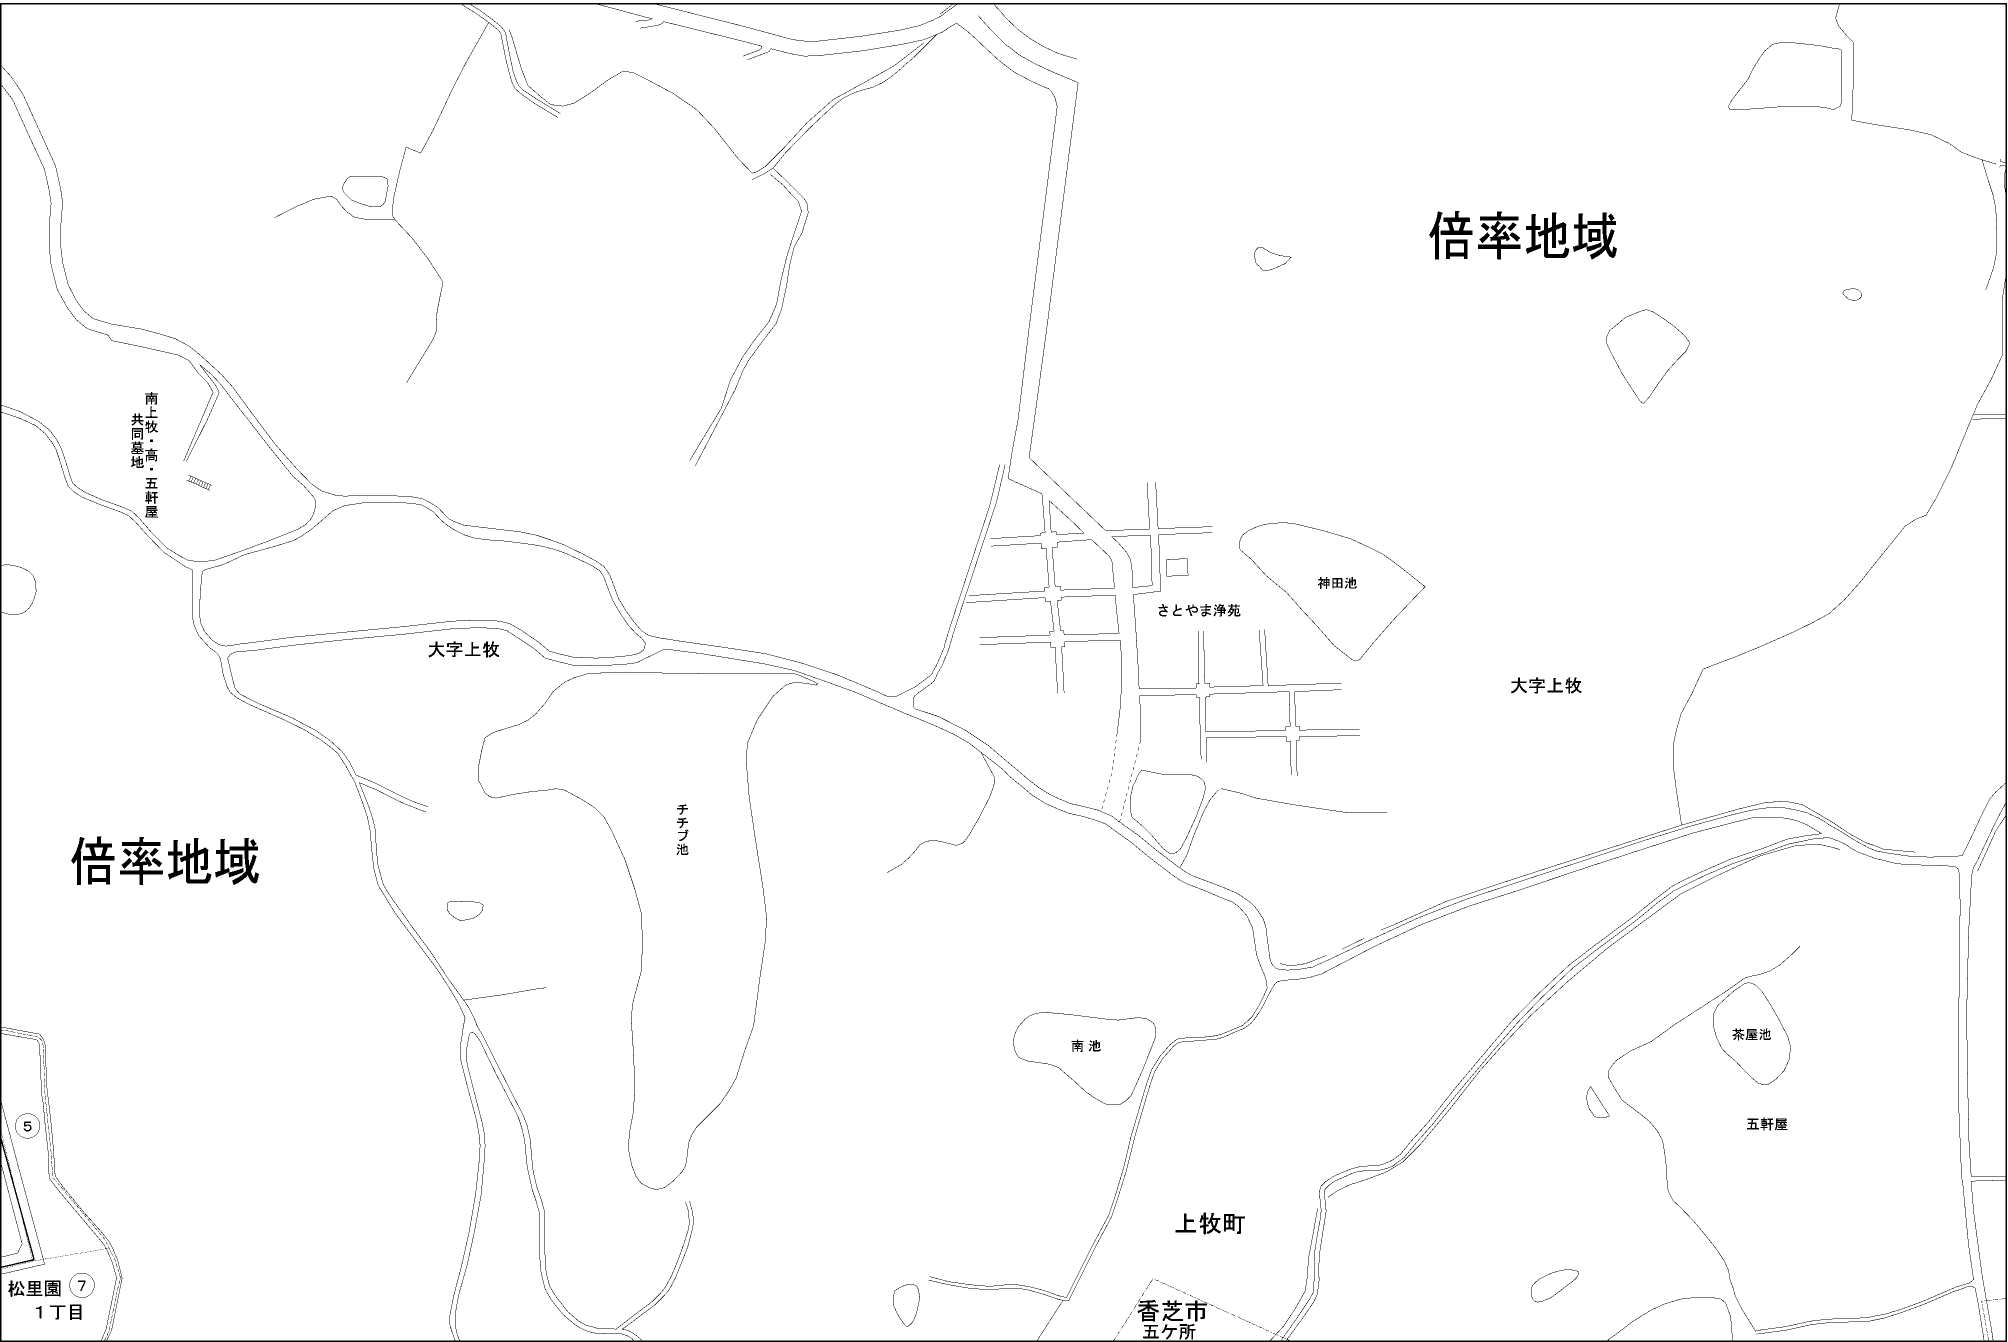 倍率地域
南上牧・高・五軒屋
共同墓地
神田池
さとやま浄苑
大字上牧
大字上牧
チチブ池
倍率地域
南池
茶屋池
⑤
五軒屋
上牧町
松里園 ⑦
1丁目
香芝市
五ケ所